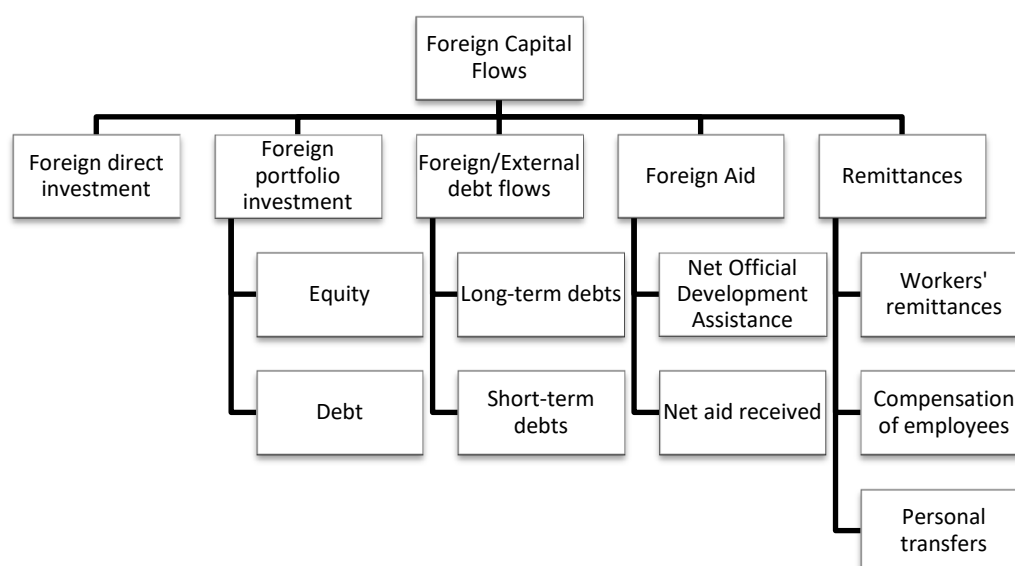 Foreign Capital
Flows
Foreign direct
investment
Foreign
portfolio
investment
Foreign/External
debt flows
Foreign Aid
Remittances
Equity
Debt
Long-term debts
Short-term
debts
Net Official
Development
Assistance
Net aid received
Workers'
remittances
Compensation
of employees
Personal
transfers